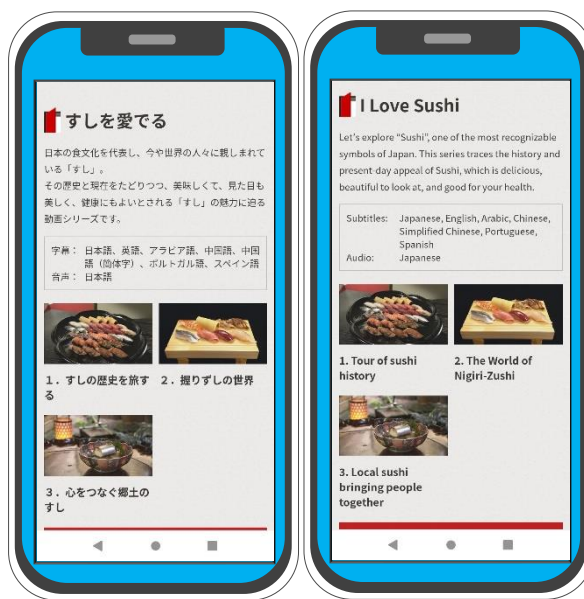 すしを愛でる
日本の食文化を代表し、今や世界の人々に親しまれて
いる「すし」。
その歴史と現在をたどりつつ、美味しくて、見た目も
美しく、健康にもよいとされる「すし」の魅力に迫る
動画シリーズです。
字幕： 日本語、英語、アラビア語、中国語、中国
語（簡体字）、ポルトガル語、スペイン語
音声： 日本語
１．すしの歴史を旅す
る
２．握りずしの世界
３．心をつなぐ郷土の
すし
I Love Sushi
Let's explore "Sushi", one of the most recognizable
symbols of Japan. This series traces the history and
present-day appeal of Sushi, which is delicious,
beautiful to look at, and good for your health.
Subtitles: Japanese, English, Arabic, Chinese,
Simplified Chinese, Portuguese,
Spanish
Audio: Japanese
1. Tour of sushi
history
2. The World of
Nigiri-Zushi
3. Local sushi
bringing people
together